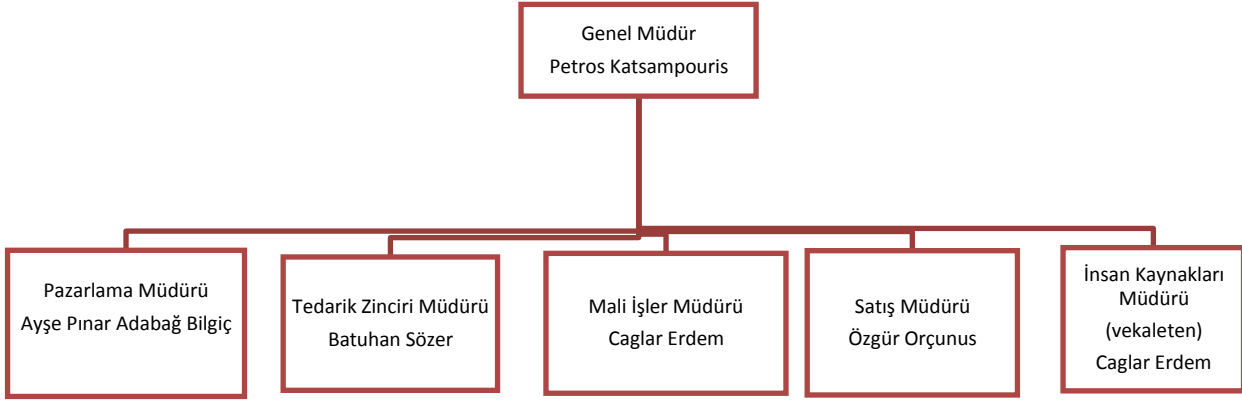 Genel Müdür
Petros Katsampouris
Pazarlama Müdürü
Ayşe Pınar Adabağ Bilgiç
Tedarik Zinciri Müdürü
Batuhan Sözer
Mali İşler Müdürü
Caglar Erdem
Satış Müdürü
Özgür Orçunus
İnsan Kaynakları
Müdürü
(vekaleten)
Caglar Erdem